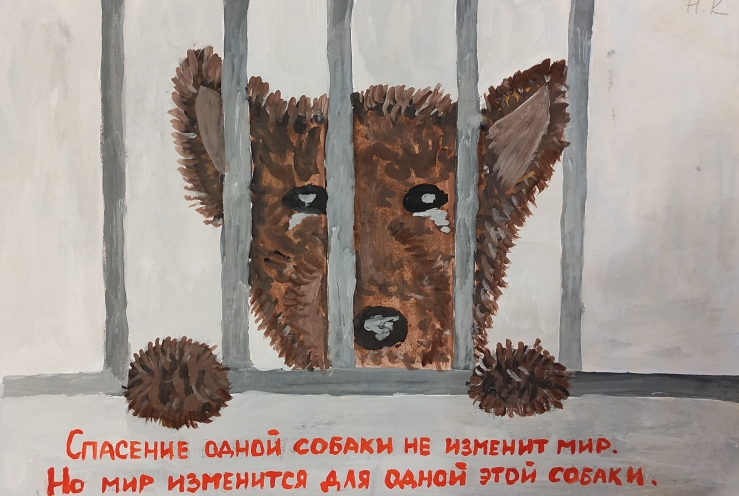 Н.К
Спасение одной собаки не изменит мир.
Но мир изменится для одной этой собаки.